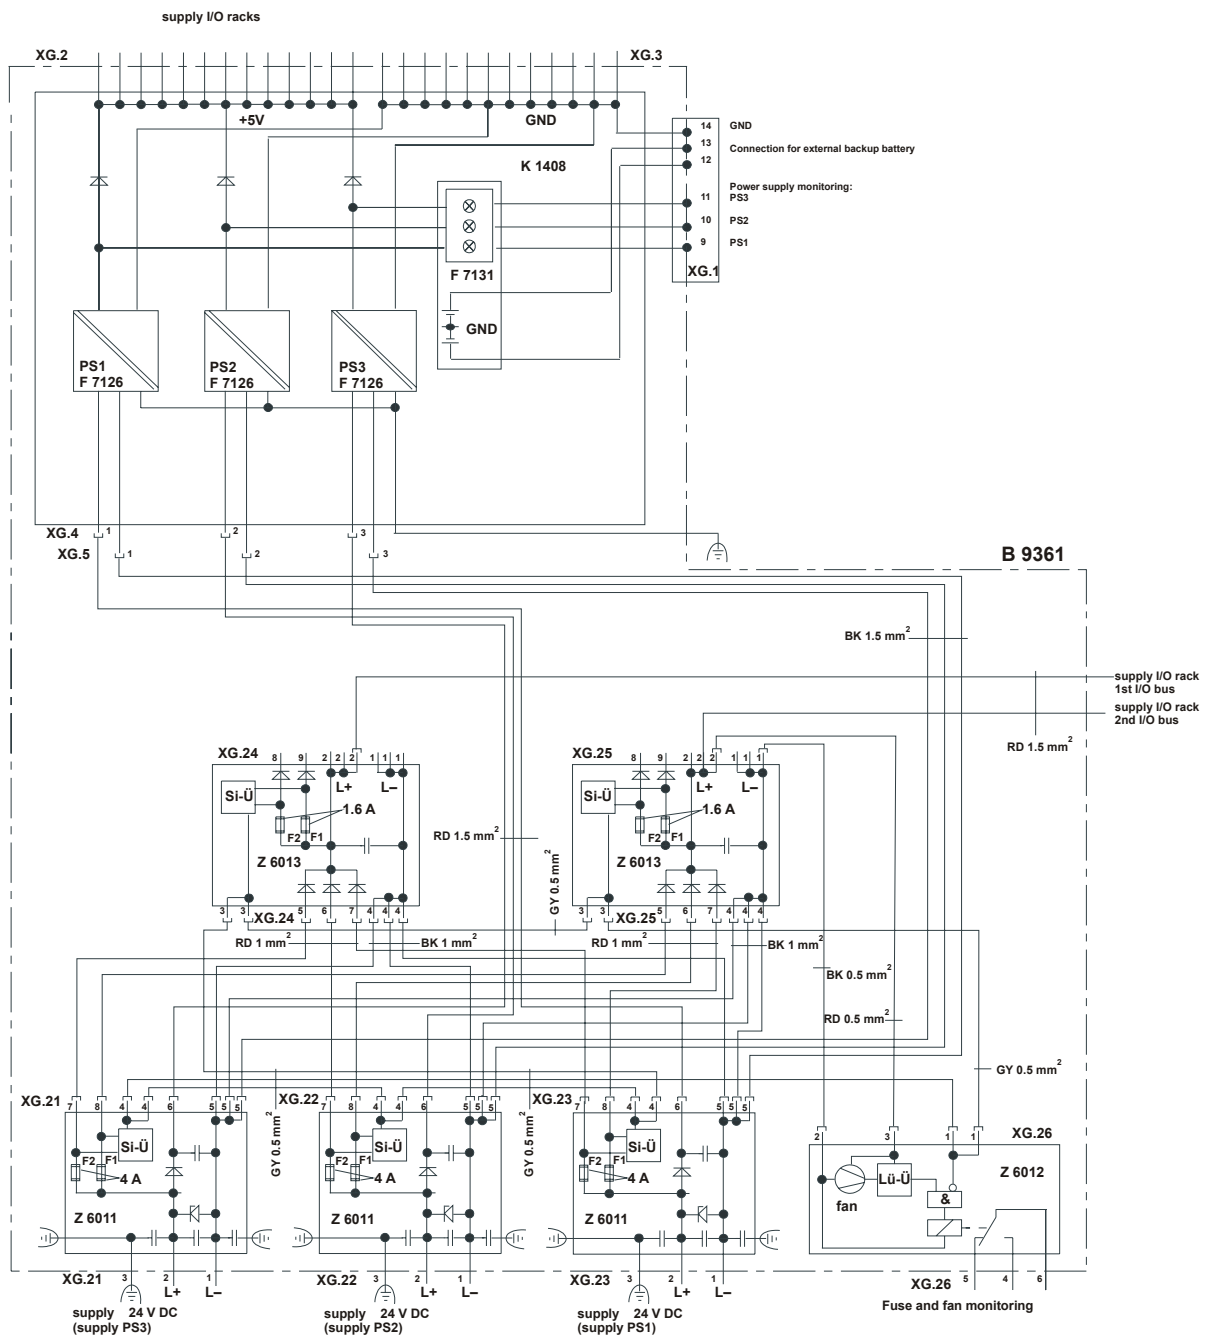 supply I/O racks
XG.2
XG.3
+5V
GND
K 1408
14 GND
13
Connection for external backup battery
12
Power supply monitoring:
11 PS3
10 PS2
9 PS1
XG.1
F 7131
GND
PS1
F 7126
PS2
F 7126
PS3
F 7126
XG.4 1 2 3
XG.5 1 2 3
B 9361
BK 1.5 mm²
supply I/O rack
1st I/O bus
supply I/O rack
2nd I/O bus
RD 1.5 mm²
XG.24 8 9 2 2 2 1 1 1
XG.25 8 9 2 2 2 1 1 1
L+ L–
L+ L–
Si-Ü
Si-Ü
1.6 A
1.6 A
F2 F1
F2 F1
RD 1.5 mm²
Z 6013
Z 6013
GY 0.5 mm²
3 3 XG.24 5 6 7 4 4 4
3 3 XG.25 5 6 7 4 4 4
RD 1 mm²
BK 1 mm²
RD 1 mm²
BK 1 mm²
BK 0.5 mm²
RD 0.5 mm²
GY 0.5 mm²
XG.21 7 8 4 4 6 5 5 5
XG.22 7 8 4 4 6 5 5 5
XG.23 7 8 4 4 6 5 5 5
GY 0.5 mm²
GY 0.5 mm²
2 3 1 1
XG.26
Si-Ü
Si-Ü
Si-Ü
F2 F1
F2 F1
F2 F1
4 A
4 A
4 A
Z 6011
Z 6011
Z 6011
Z 6012
Lü-Ü
fan
&
XG.21 3 2 1
L+ L–
XG.22 3 2 1
L+ L–
XG.23 3 2 1
L+ L–
XG.26 5 4 6
Fuse and fan monitoring
supply 24 V DC
(supply PS3)
supply 24 V DC
(supply PS2)
supply 24 V DC
(supply PS1)